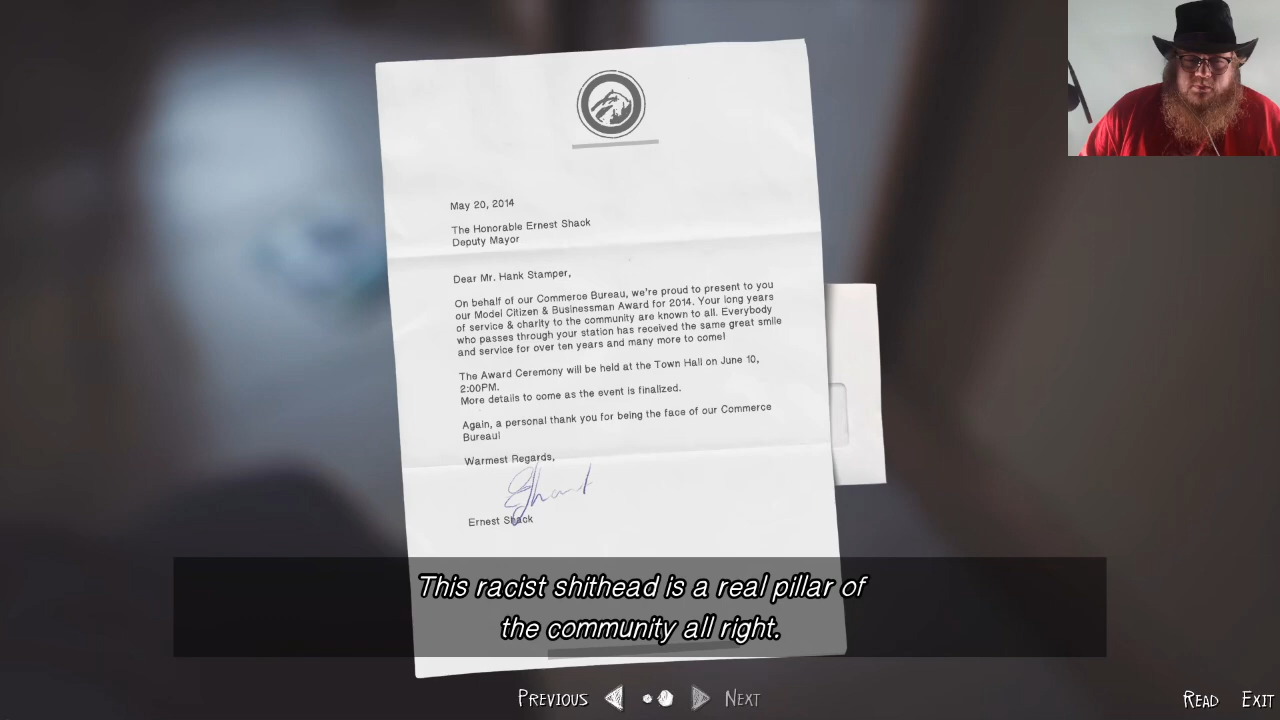 May 20, 2014
The Honorable Ernest Shack
Deputy Mayor
Dear Mr. Hank Stamper,
On behalf of our Commerce Bureau, we're proud to present to you
our Model Citizen & Businessman Award for 2014. Your long years
of service & charity to the community are known to all. Everybody
who passes through your station has received the same great smile
and service for over ten years and many more to come!
The Award Ceremony will be held at the Town Hall on June 10,
2:00PM.
More details to come as the event is finalized.
Again, a personal thank you for being the face of our Commerce
Bureau!
Warmest Regards,
Ernest Shack
This racist shithead is a real pillar of
the community all right.
PREVIOUS NEXT READ EXIT